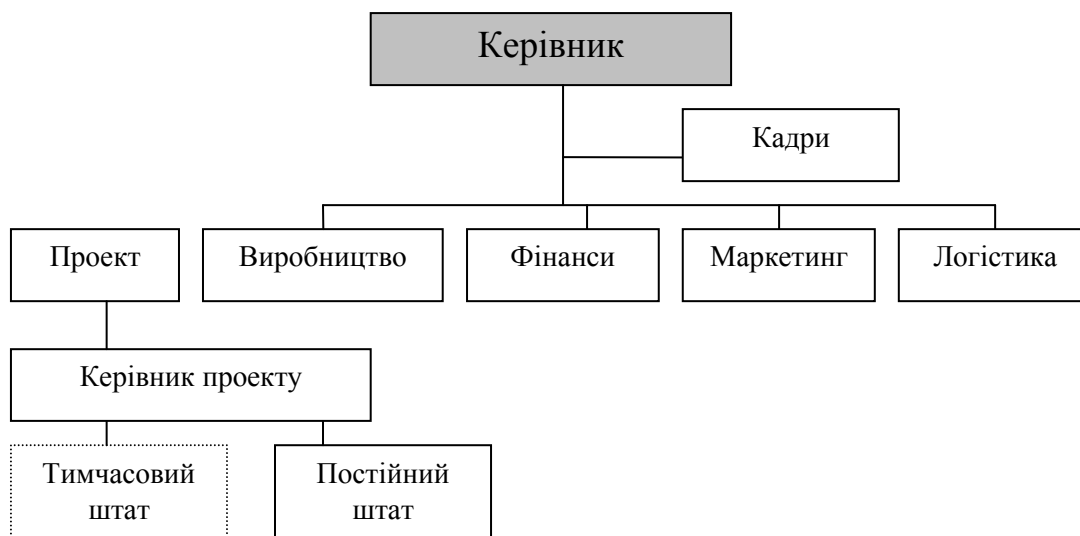 Керівник
Кадри
Проект
Виробництво
Фінанси
Маркетинг
Логістика
Керівник проекту
Тимчасовий
штат
Постійний
штат